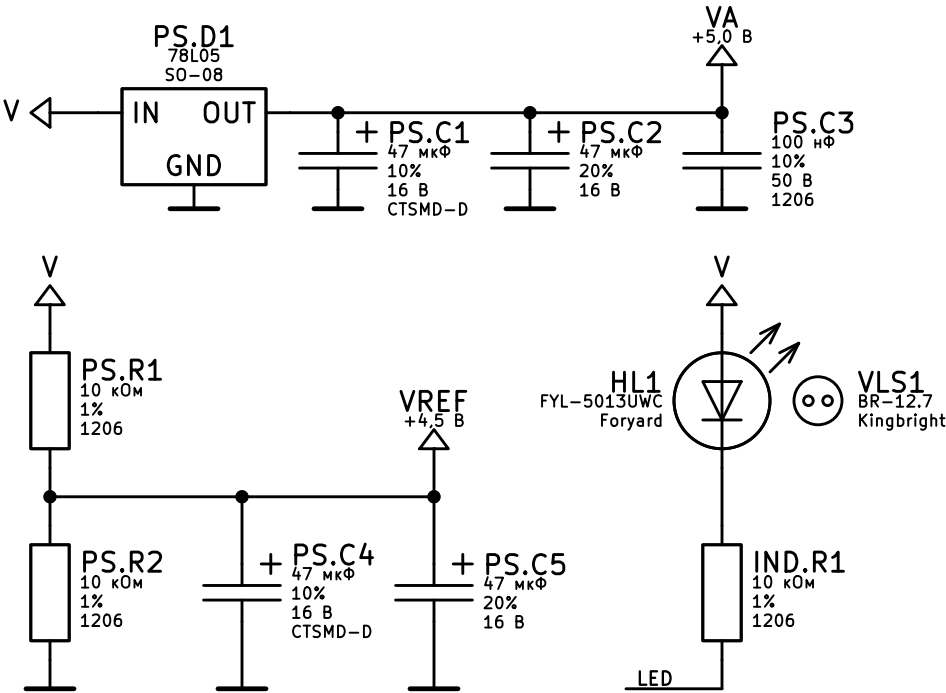 VA
+5,0 В
PS.D1
78L05
SO-08
V
IN
OUT
GND
+ PS.C1
47 мкФ
10%
16 В
CTSMD-D
+ PS.C2
47 мкФ
20%
16 В
PS.C3
100 нФ
10%
50 В
1206
V
PS.R1
10 кОм
1%
1206
VREF
+4,5 В
PS.R2
10 кОм
1%
1206
+ PS.C4
47 мкФ
10%
16 В
CTSMD-D
+ PS.C5
47 мкФ
20%
16 В
V
HL1
FYL-5013UWC
Foryard
VLS1
BR-12.7
Kingbright
IND.R1
10 кОм
1%
1206
LED